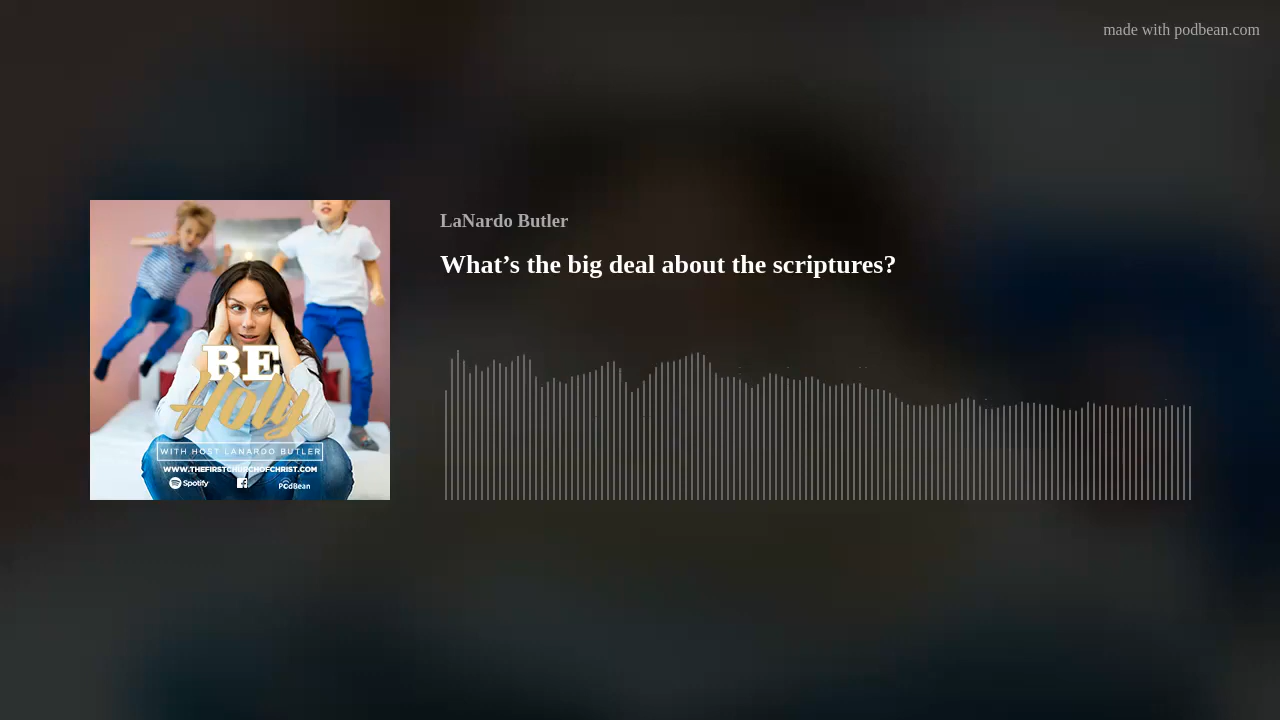 made with podbean.com
LaNardo Butler
What’s the big deal about the scriptures?
BE
Holy
WITH HOST LANARDO BUTLER
WWW.THEFIRSTCHURCHOFCHRIST.COM
Spotify
PodBean